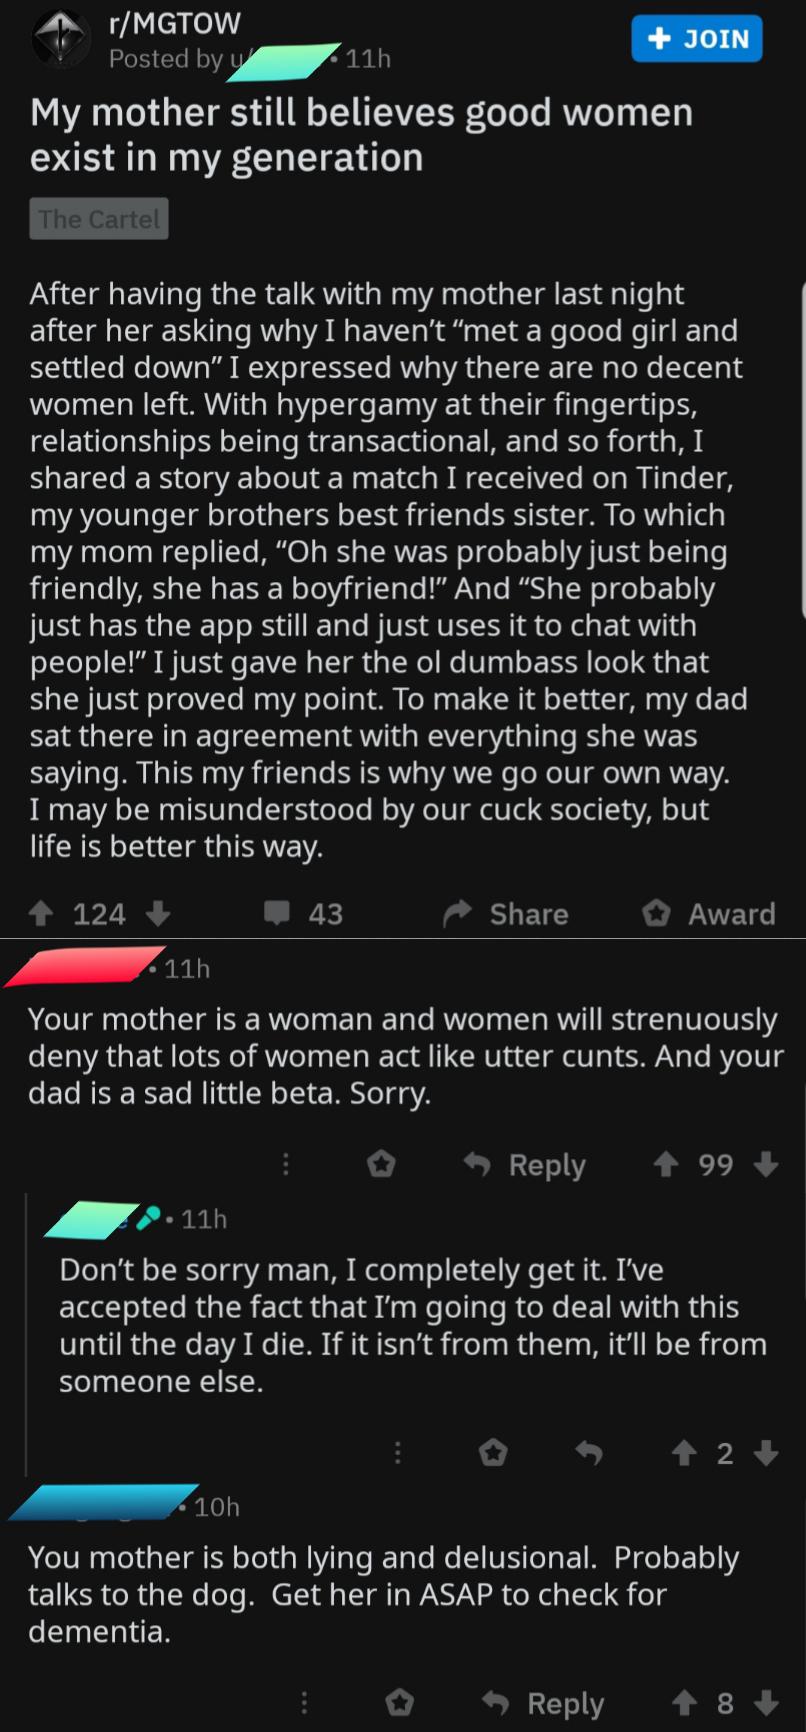 r/MGTOW
Posted by u/ • 11h
+ JOIN
My mother still believes good women
exist in my generation
The Cartel
After having the talk with my mother last night
after her asking why I haven't “met a good girl and
settled down” I expressed why there are no decent
women left. With hypergamy at their fingertips,
relationships being transactional, and so forth, I
shared a story about a match I received on Tinder,
my younger brothers best friends sister. To which
my mom replied, “Oh she was probably just being
friendly, she has a boyfriend!” And “She probably
just has the app still and just uses it to chat with
people!” I just gave her the ol dumbass look that
she just proved my point. To make it better, my dad
sat there in agreement with everything she was
saying. This my friends is why we go our own way.
I may be misunderstood by our cuck society, but
life is better this way.
124 43 Share Award
• 11h
Your mother is a woman and women will strenuously
deny that lots of women act like utter cunts. And your
dad is a sad little beta. Sorry.
Reply 99
• 11h
Don’t be sorry man, I completely get it. I’ve
accepted the fact that I’m going to deal with this
until the day I die. If it isn’t from them, it’ll be from
someone else.
2
• 10h
You mother is both lying and delusional.  Probably
talks to the dog.  Get her in ASAP to check for
dementia.
Reply 8